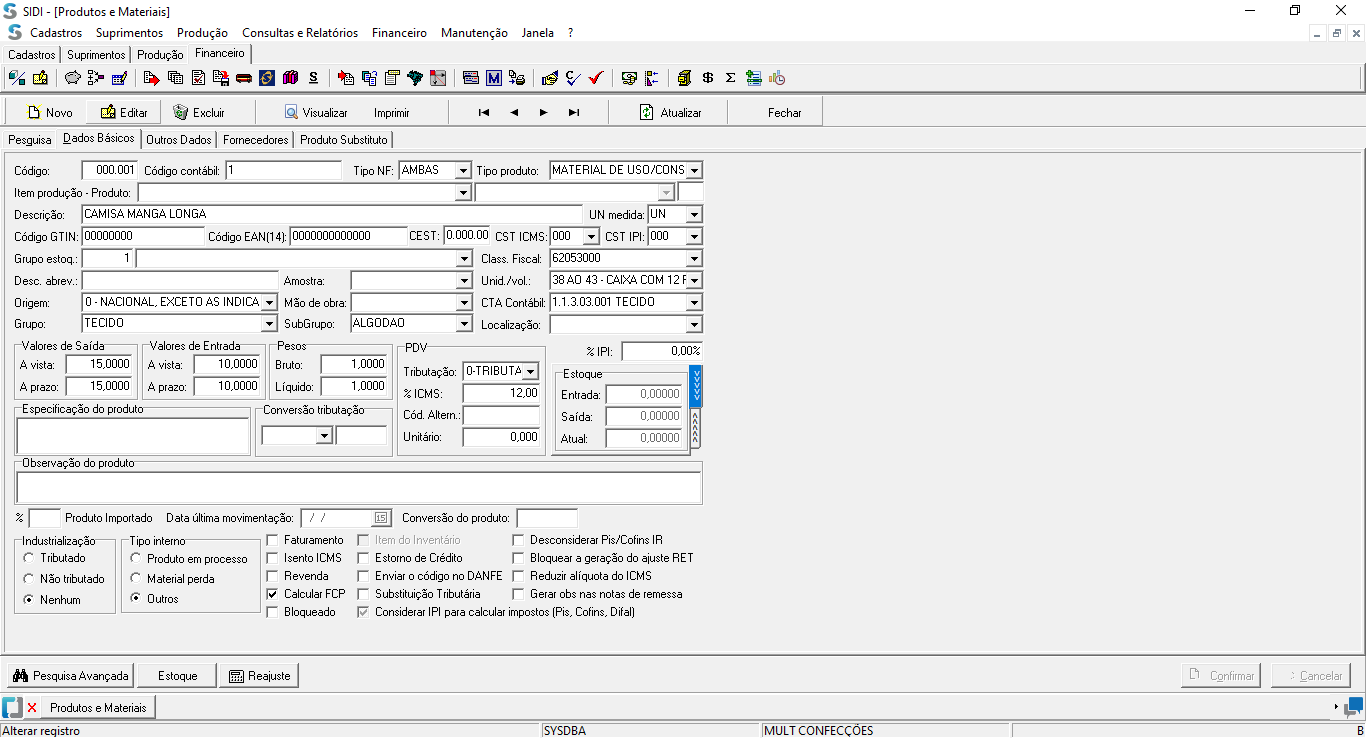 SIDI - [Produtos e Materiais]
Cadastros Suprimentos Produção Consultas e Relatórios Financeiro Manutenção Janela ?
Cadastros Suprimentos Produção Financeiro
Novo Editar Excluir Visualizar Imprimir Atualizar Fechar
Pesquisa Dados Básicos Outros Dados Fornecedores Produto Substituto
Código: 000.001 Código contábil: 1 Tipo NF: AMBAS Tipo produto: MATERIAL DE USO/CONS
Item produção - Produto:
Descrição: CAMISA MANGA LONGA UN medida: UN
Código GTIN: 00000000 Código EAN(14): 0000000000000 CEST: 0.000.00 CST ICMS: 000 CST IPI: 000
Grupo estoq.: 1 Class. Fiscal: 62053000
Desc. abrev.: Amostra: Unid./vol.: 38 AO 43 - CAIXA COM 12 F
Origem: 0 - NACIONAL, EXCETO AS INDICA Mão de obra: CTA Contábil: 1.1.3.03.001 TECIDO
Grupo: TECIDO SubGrupo: ALGODAO Localização:
Valores de Saída Valores de Entrada Pesos PDV % IPI: 0,00%
A vista: 15,0000 A vista: 10,0000 Bruto: 1,0000 Tributação: 0-TRIBUTA Estoque
A prazo: 15,0000 A prazo: 10,0000 Líquido: 1,0000 % ICMS: 12,00 Entrada: 0,00000
Especificação do produto Conversão tributação Cód. Altern.: Saída: 0,00000
Unitário: 0,000 Atual: 0,00000
Observação do produto
% Produto Importado Data última movimentação: / / 15 Conversão do produto:
Industrialização Tipo interno Faturamento Item do Inventário Desconsiderar Pis/Cofins IR
Tributado Produto em processo Isento ICMS Estorno de Crédito Bloquear a geração do ajuste RET
Não tributado Material perda Revenda Enviar o código no DANFE Reduzir alíquota do ICMS
Nenhum Outros Calcular FCP Substituição Tributária Gerar obs nas notas de remessa
Bloqueado Considerar IPI para calcular impostos (Pis, Cofins, Difal)
Pesquisa Avançada Estoque Reajuste Confirmar Cancelar
Produtos e Materiais
Alterar registro SYSDBA MULT CONFECÇÕES B